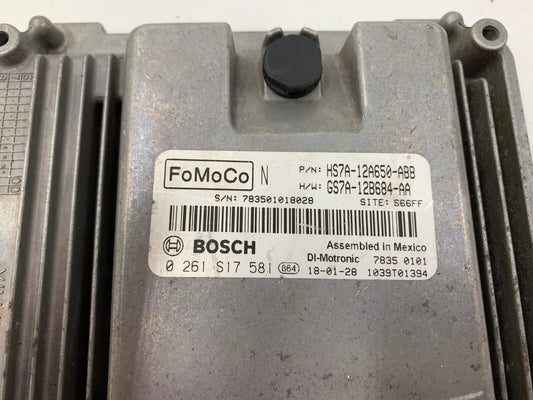 FoMoCo N P/N: HS7A-12A650-ABB
H/W: GS7A-12B684-AA
S/N: 783501018028 SITE: S66FF
BOSCH Assembled in Mexico
DI-Motronic 7835 0101
0 261 S17 581 864 18-01-28 1039T01394